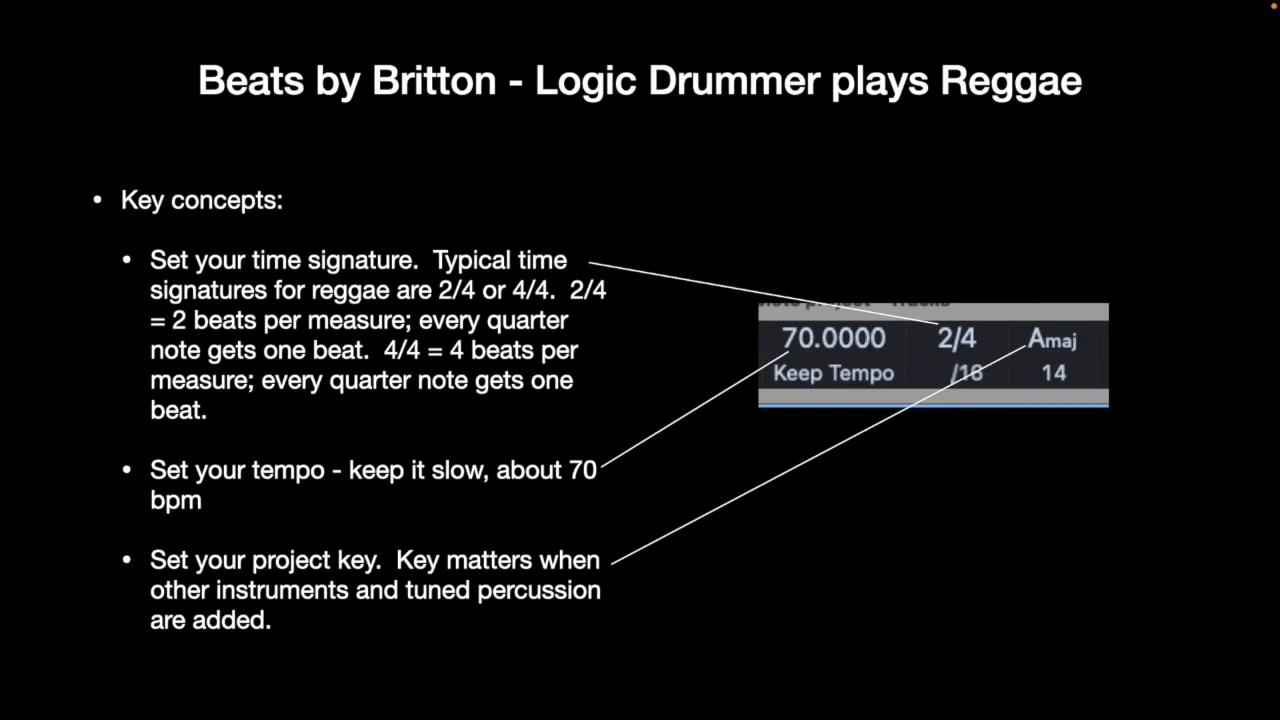 Beats by Britton - Logic Drummer plays Reggae
• Key concepts:
• Set your time signature.  Typical time
signatures for reggae are 2/4 or 4/4.  2/4
= 2 beats per measure; every quarter
note gets one beat.  4/4 = 4 beats per
measure; every quarter note gets one
beat.
• Set your tempo - keep it slow, about 70
bpm
• Set your project key.  Key matters when
other instruments and tuned percussion
are added.
project - Tracks
70.0000 2/4 Amaj
Keep Tempo /16 14